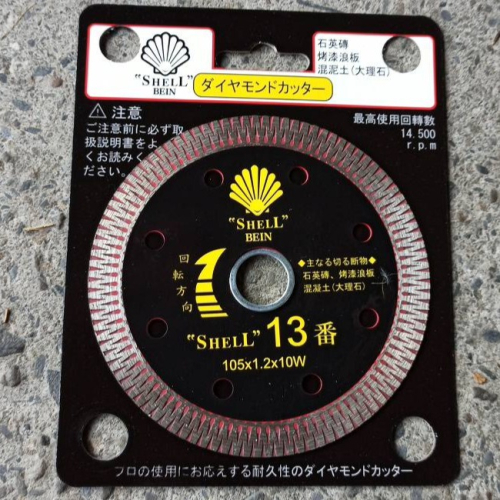 "SHELL"
BEIN
石英磚
烤漆浪板
混泥土(大理石)
ダイヤモンドカッター
⚠注意
ご注意前に必ず取
扱説明書をよ
くお読みく
ださい。
最高使用回轉數
14.500
r.p.m
"SHELL"
BEIN
回転方向
◆主なる切る断物◆
石英磚、烤漆浪板
混凝土(大理石)
"SHELL" 13番
105x1.2x10W
プロの使用にお応えする耐久性のダイヤモンドカッター